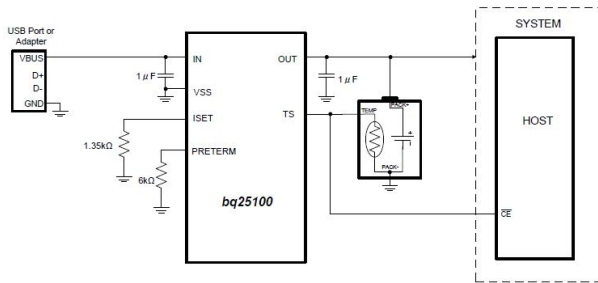 USB Port or
Adapter
VBUS
D+
D-
GND
1 μF
IN
VSS
ISET
PRETERM
1.35kΩ
6kΩ
bq25100
OUT
TS
1 μF
TEMP
PACK+
+
PACK-
SYSTEM
HOST
CE